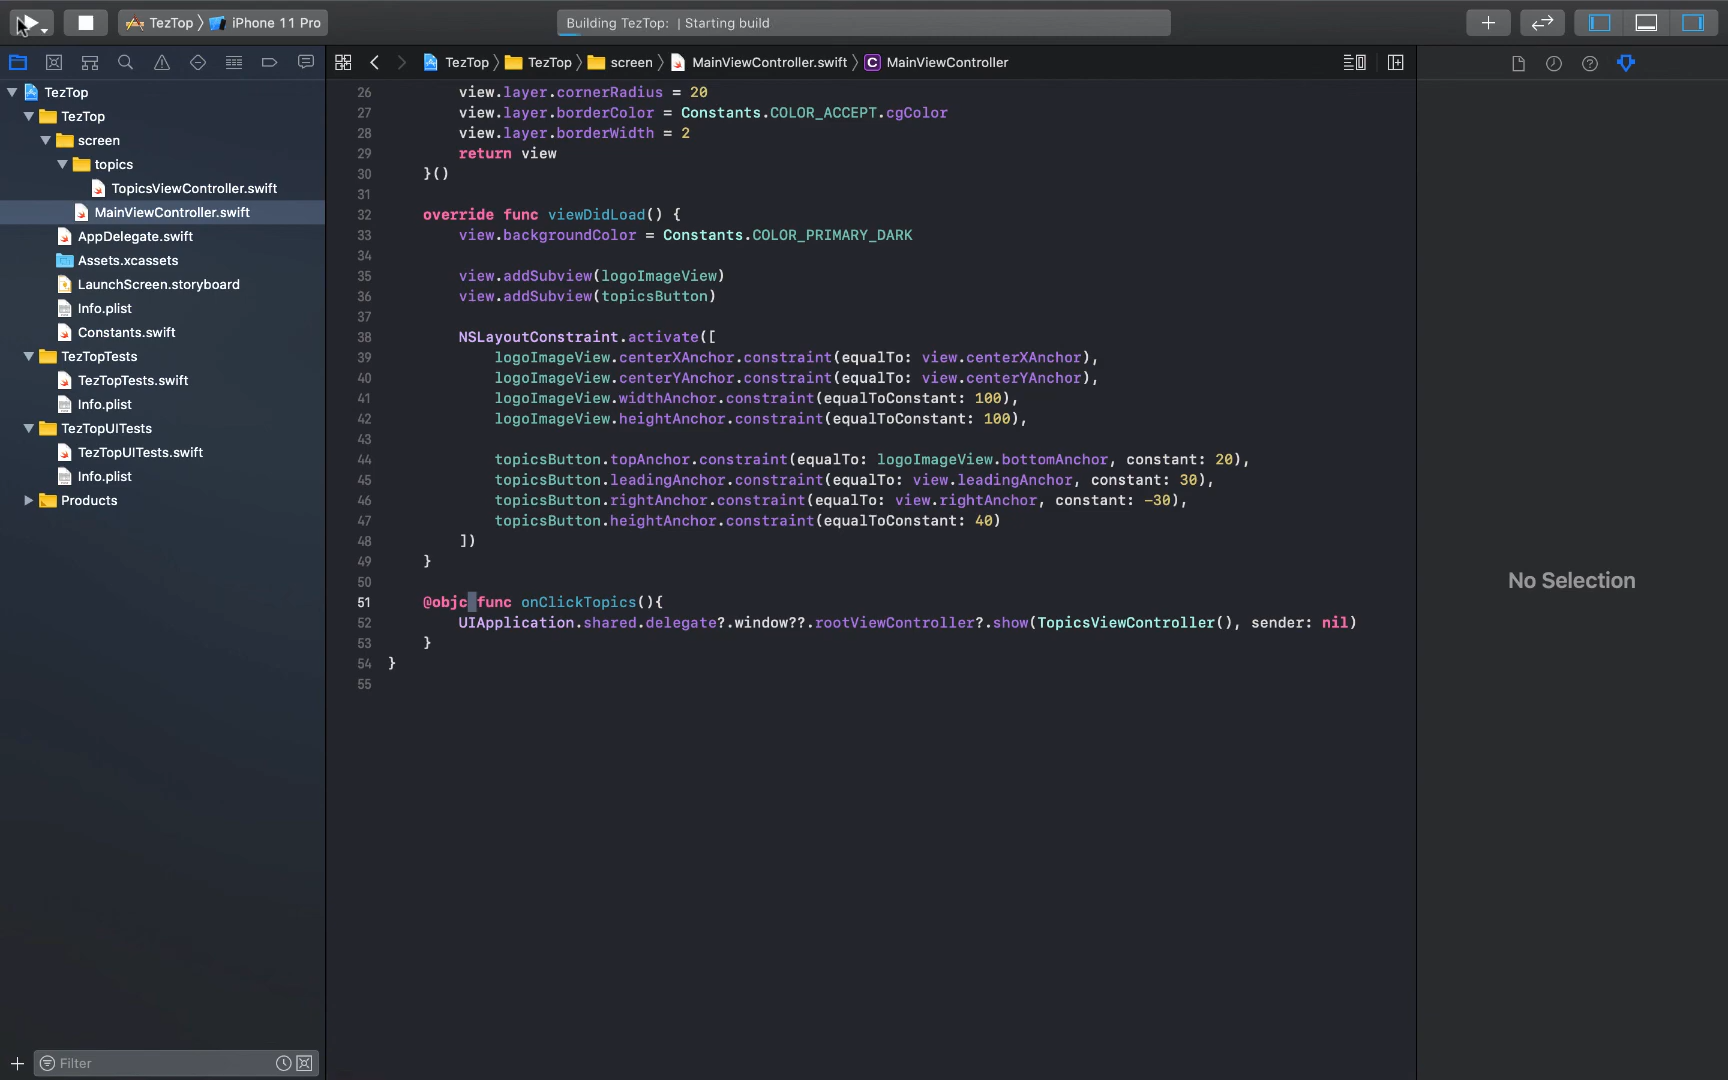 TezTop 〉 iPhone 11 Pro
Building TezTop: | Starting build
TezTop 〉 TezTop 〉 screen 〉 MainViewController.swift 〉 C MainViewController
TezTop
TezTop
screen
topics
TopicsViewController.swift
MainViewController.swift
AppDelegate.swift
Assets.xcassets
LaunchScreen.storyboard
Info.plist
Constants.swift
TezTopTests
TezTopTests.swift
Info.plist
TezTopUITests
TezTopUITests.swift
Info.plist
Products
Filter
26 view.layer.cornerRadius = 20
27 view.layer.borderColor = Constants.COLOR_ACCEPT.cgColor
28 view.layer.borderWidth = 2
29 return view
30 }()
31
32 override func viewDidLoad() {
33 view.backgroundColor = Constants.COLOR_PRIMARY_DARK
34
35 view.addSubview(logoImageView)
36 view.addSubview(topicsButton)
37
38 NSLayoutConstraint.activate([
39 logoImageView.centerXAnchor.constraint(equalTo: view.centerXAnchor),
40 logoImageView.centerYAnchor.constraint(equalTo: view.centerYAnchor),
41 logoImageView.widthAnchor.constraint(equalToConstant: 100),
42 logoImageView.heightAnchor.constraint(equalToConstant: 100),
43
44 topicsButton.topAnchor.constraint(equalTo: logoImageView.bottomAnchor, constant: 20),
45 topicsButton.leadingAnchor.constraint(equalTo: view.leadingAnchor, constant: 30),
46 topicsButton.rightAnchor.constraint(equalTo: view.rightAnchor, constant: -30),
47 topicsButton.heightAnchor.constraint(equalToConstant: 40)
48 ])
49 }
50
51 @objc func onClickTopics(){
52 UIApplication.shared.delegate?.window??.rootViewController?.show(TopicsViewController(), sender: nil)
53 }
54 }
55
No Selection